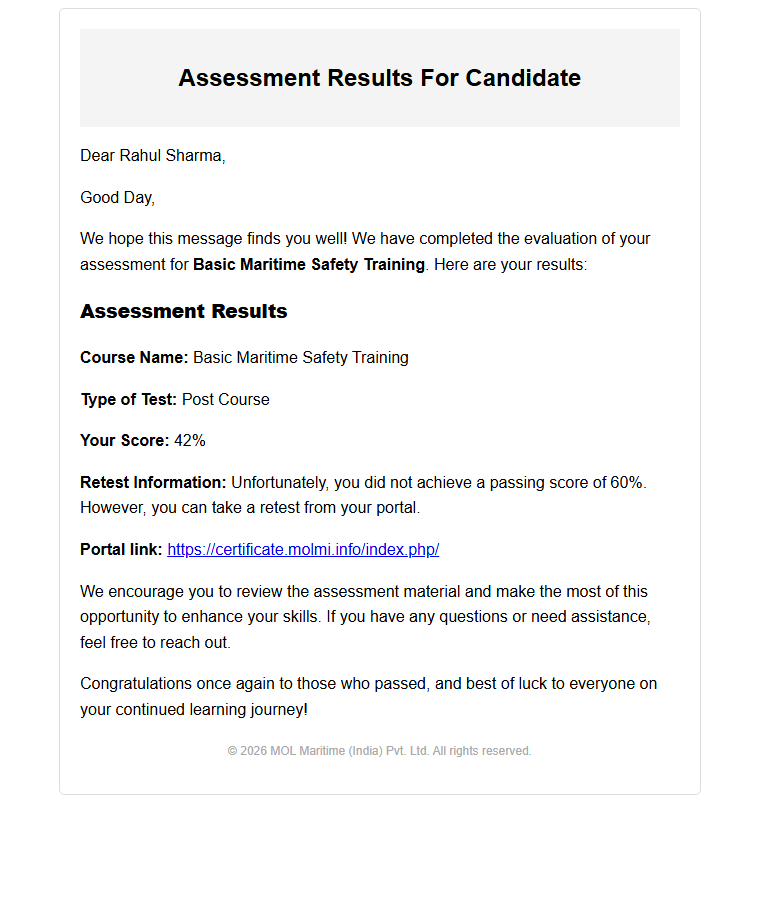 Assessment Results For Candidate
Dear Rahul Sharma,
Good Day,
We hope this message finds you well! We have completed the evaluation of your
assessment for Basic Maritime Safety Training. Here are your results:
Assessment Results
Course Name: Basic Maritime Safety Training
Type of Test: Post Course
Your Score: 42%
Retest Information: Unfortunately, you did not achieve a passing score of 60%.
However, you can take a retest from your portal.
Portal link: https://certificate.molmi.info/index.php/
We encourage you to review the assessment material and make the most of this
opportunity to enhance your skills. If you have any questions or need assistance,
feel free to reach out.
Congratulations once again to those who passed, and best of luck to everyone on
your continued learning journey!
© 2026 MOL Maritime (India) Pvt. Ltd. All rights reserved.